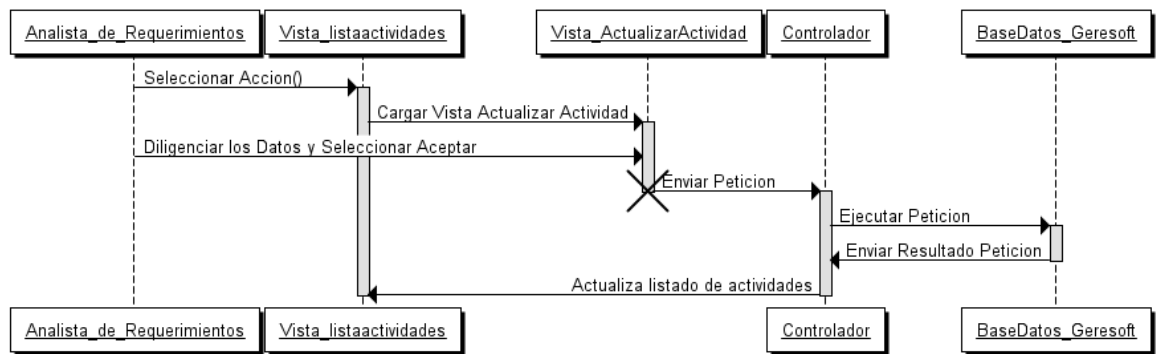 Analista_de_Requerimientos
Vista_listaactividades
Vista_ActualizarActividad
Controlador
BaseDatos_Geresoft
Seleccionar Accion()
Cargar Vista Actualizar Actividad
Diligenciar los Datos y Seleccionar Aceptar
Enviar Peticion
Ejecutar Peticion
Enviar Resultado Peticion
Actualiza listado de actividades
Analista_de_Requerimientos
Vista_listaactividades
Controlador
BaseDatos_Geresoft